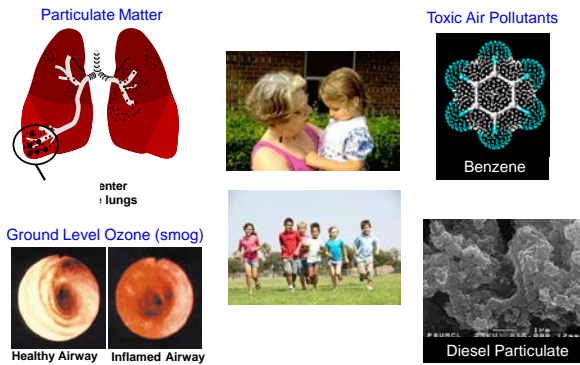 Particulate Matter
enter
lungs
Ground Level Ozone (smog)
Healthy Airway
Inflamed Airway
Toxic Air Pollutants
Benzene
Diesel Particulate